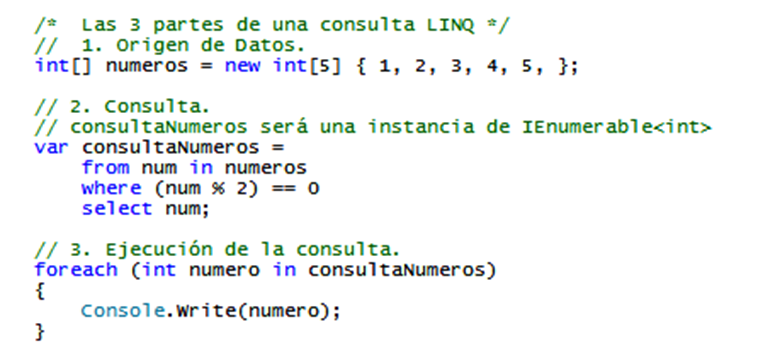 /*  Las 3 partes de una consulta LINQ */
//  1. Origen de Datos.
int[] numeros = new int[5] { 1, 2, 3, 4, 5, };
// 2. Consulta.
// consultaNumeros será una instancia de IEnumerable<int>
var consultaNumeros =
    from num in numeros
    where (num % 2) == 0
    select num;
// 3. Ejecución de la consulta.
foreach (int numero in consultaNumeros)
{
    Console.Write(numero);
}